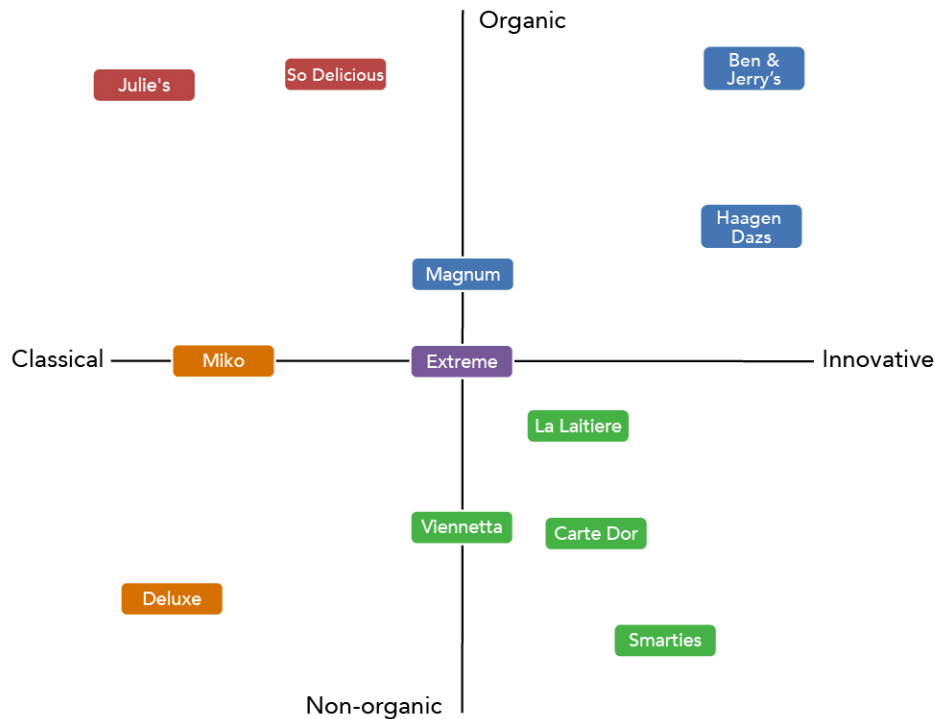 Organic
Ben &
Jerry’s
So Delicious
Julie's
Haagen
Dazs
Magnum
Classical
Miko
Extreme
Innovative
La Laitiere
Viennetta
Carte Dor
Deluxe
Smarties
Non-organic